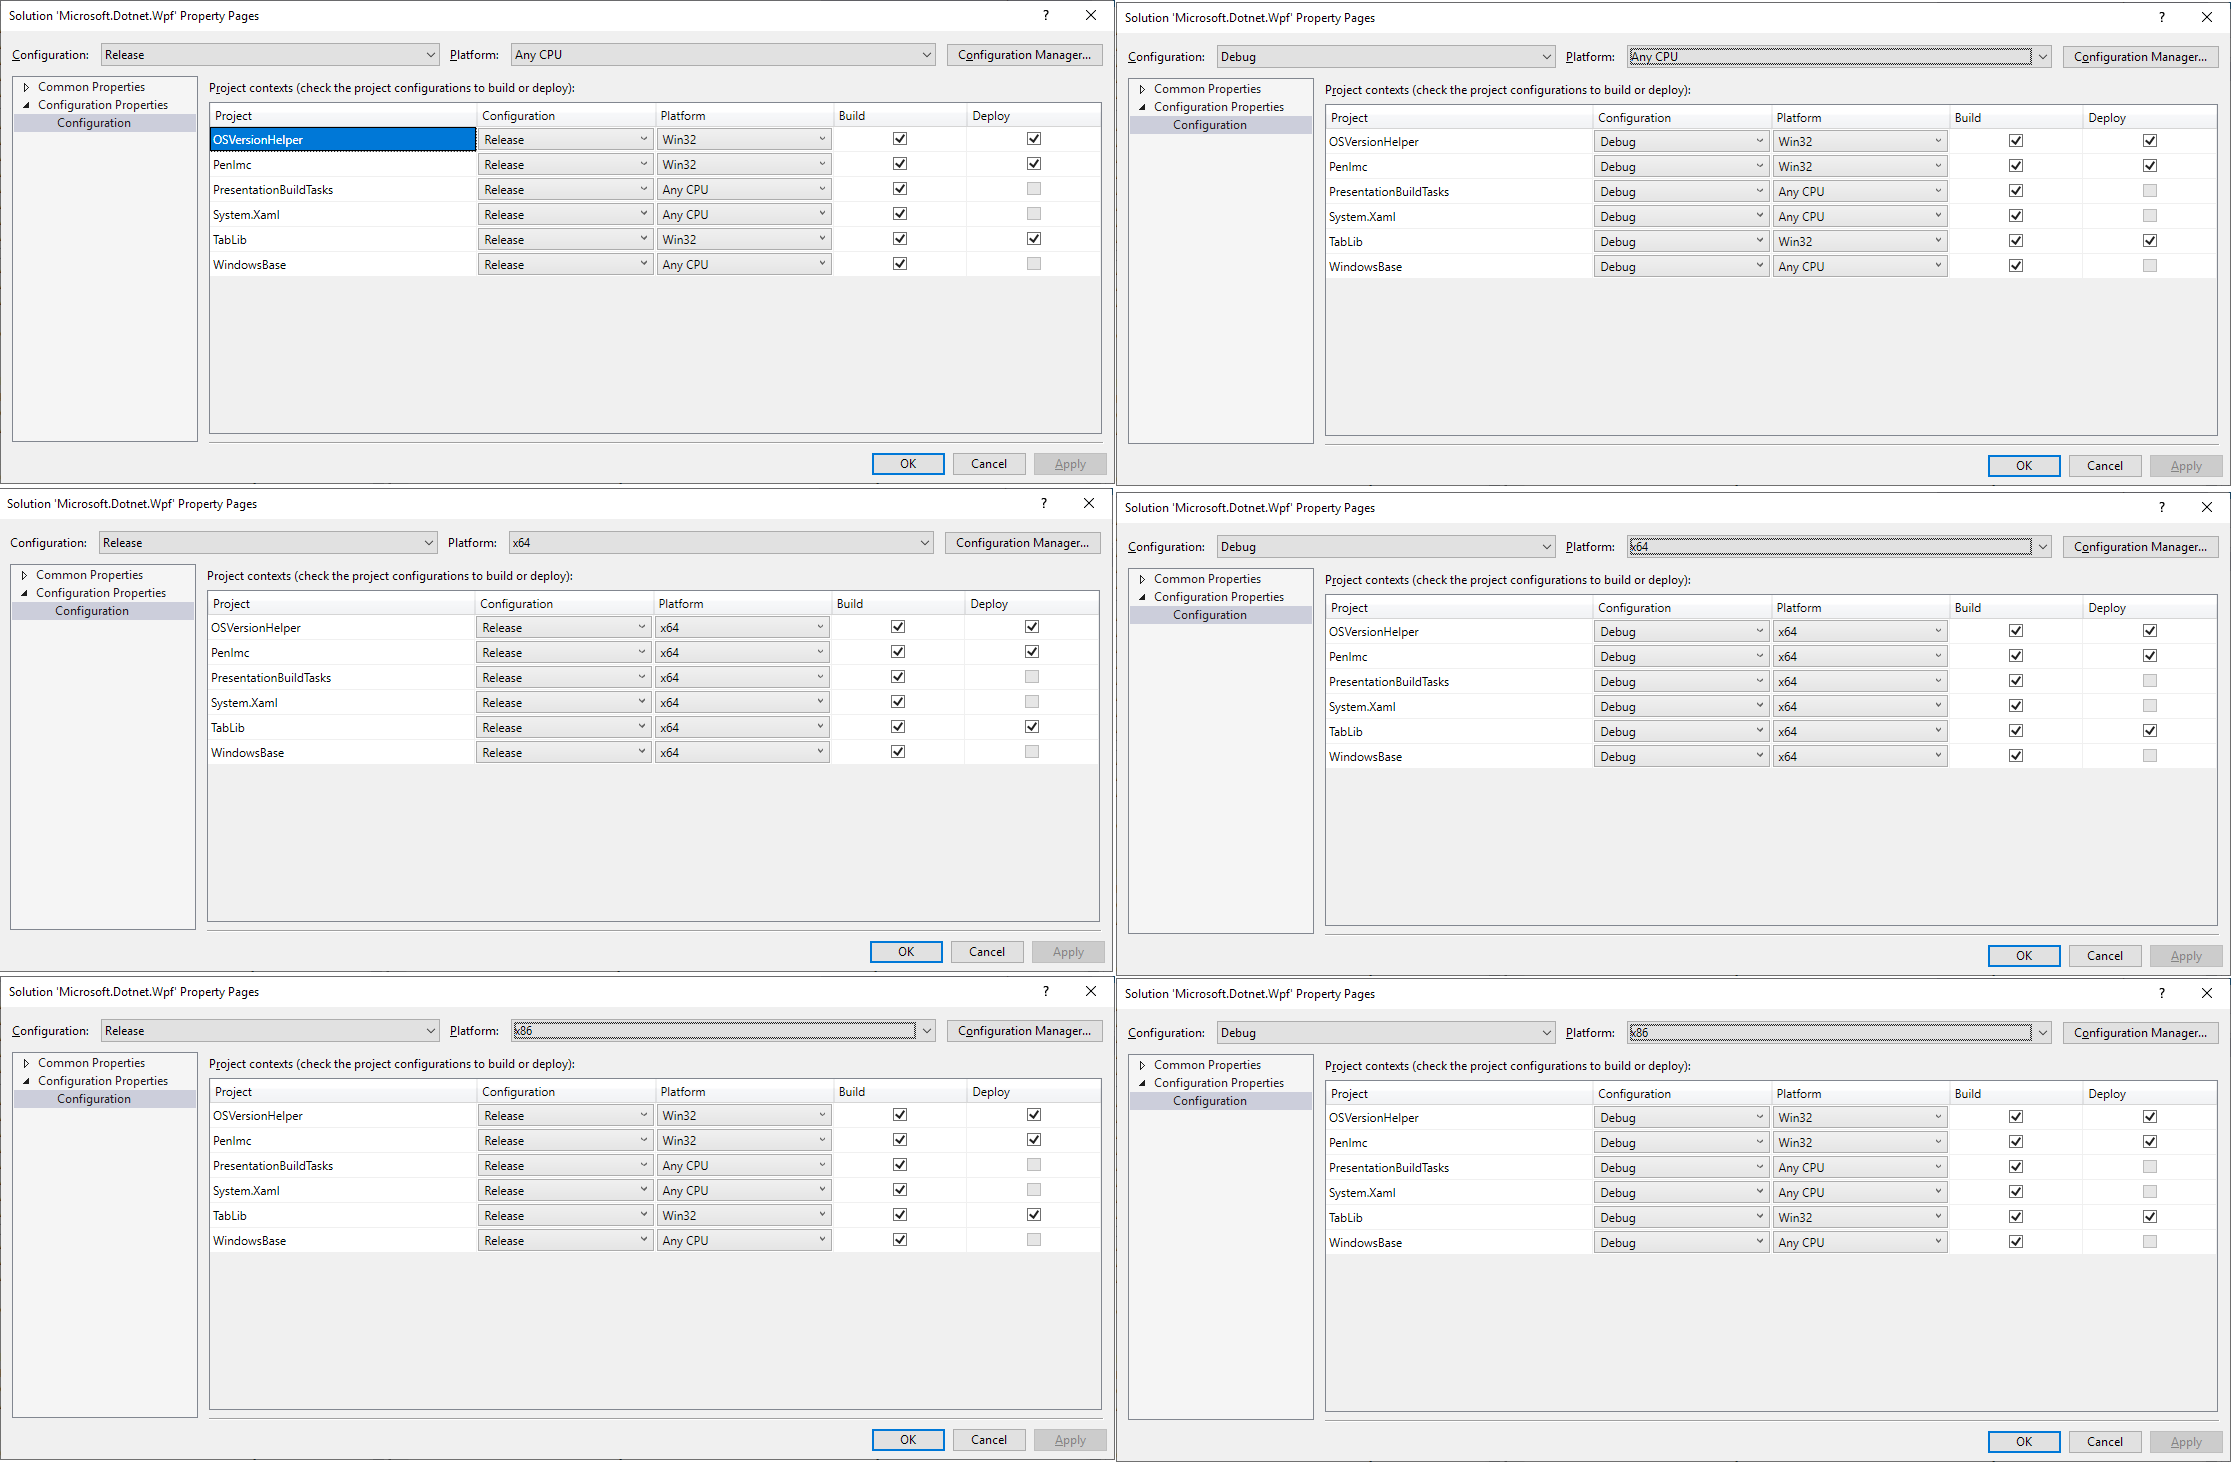 Solution 'Microsoft.Dotnet.Wpf' Property Pages ?
Configuration: Release Platform: Any CPU Configuration Manager...
Common Properties
Configuration Properties
Configuration
Project contexts (check the project configurations to build or deploy):
Project Configuration Platform Build Deploy
OSVersionHelper Release Win32
PenImc Release Win32
PresentationBuildTasks Release Any CPU
System.Xaml Release Any CPU
TabLib Release Win32
WindowsBase Release Any CPU
OK Cancel Apply
Solution 'Microsoft.Dotnet.Wpf' Property Pages ?
Configuration: Debug Platform: Any CPU Configuration Manager...
Common Properties
Configuration Properties
Configuration
Project contexts (check the project configurations to build or deploy):
Project Configuration Platform Build Deploy
OSVersionHelper Debug Win32
PenImc Debug Win32
PresentationBuildTasks Debug Any CPU
System.Xaml Debug Any CPU
TabLib Debug Win32
WindowsBase Debug Any CPU
OK Cancel Apply
Solution 'Microsoft.Dotnet.Wpf' Property Pages ?
Configuration: Release Platform: x64 Configuration Manager...
Common Properties
Configuration Properties
Configuration
Project contexts (check the project configurations to build or deploy):
Project Configuration Platform Build Deploy
OSVersionHelper Release x64
PenImc Release x64
PresentationBuildTasks Release x64
System.Xaml Release x64
TabLib Release x64
WindowsBase Release x64
OK Cancel Apply
Solution 'Microsoft.Dotnet.Wpf' Property Pages ?
Configuration: Debug Platform: x64 Configuration Manager...
Common Properties
Configuration Properties
Configuration
Project contexts (check the project configurations to build or deploy):
Project Configuration Platform Build Deploy
OSVersionHelper Debug x64
PenImc Debug x64
PresentationBuildTasks Debug x64
System.Xaml Debug x64
TabLib Debug x64
WindowsBase Debug x64
OK Cancel Apply
Solution 'Microsoft.Dotnet.Wpf' Property Pages ?
Configuration: Release Platform: x86 Configuration Manager...
Common Properties
Configuration Properties
Configuration
Project contexts (check the project configurations to build or deploy):
Project Configuration Platform Build Deploy
OSVersionHelper Release Win32
PenImc Release Win32
PresentationBuildTasks Release Any CPU
System.Xaml Release Any CPU
TabLib Release Win32
WindowsBase Release Any CPU
OK Cancel Apply
Solution 'Microsoft.Dotnet.Wpf' Property Pages ?
Configuration: Debug Platform: x86 Configuration Manager...
Common Properties
Configuration Properties
Configuration
Project contexts (check the project configurations to build or deploy):
Project Configuration Platform Build Deploy
OSVersionHelper Debug Win32
PenImc Debug Win32
PresentationBuildTasks Debug Any CPU
System.Xaml Debug Any CPU
TabLib Debug Win32
WindowsBase Debug Any CPU
OK Cancel Apply